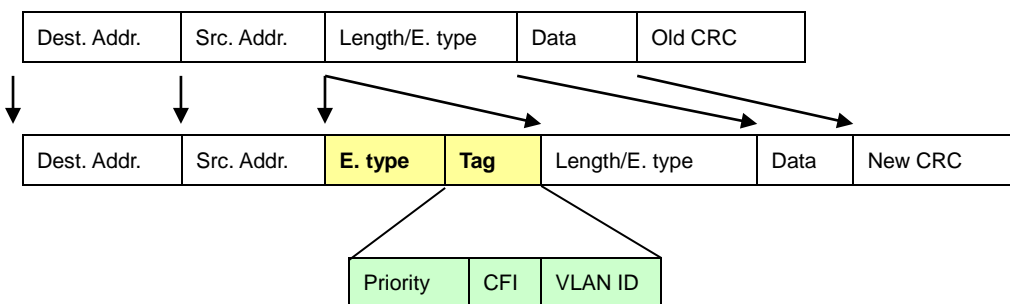 Dest. Addr. Src. Addr. Length/E. type Data Old CRC
Dest. Addr. Src. Addr. E. type Tag Length/E. type Data New CRC
Priority CFI VLAN ID